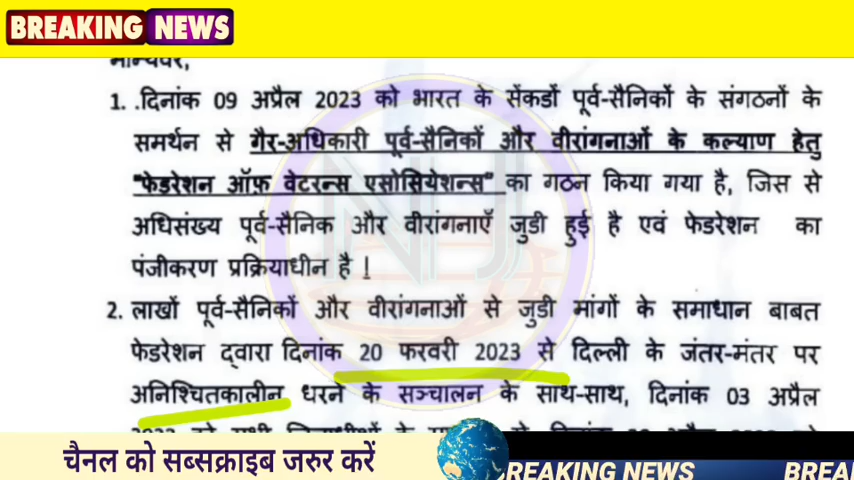 BREAKING NEWS
मान्यवर,
1. .दिनांक 09 अप्रैल 2023 को भारत के सेंकडों पूर्व-सैनिकों के संगठनों के
समर्थन से गैर-अधिकारी पूर्व-सैनिकों और वीरांगनाओं के कल्याण हेतु
"फेडरेशन ऑफ़ वेटरन्स एसोसियेशन्स" का गठन किया गया है, जिस से
अधिसंख्य पूर्व-सैनिक और वीरांगनाएँ जुडी हुई है एवं फेडरेशन का
पंजीकरण प्रक्रियाधीन है |
2. लाखों पूर्व-सैनिकों और वीरांगनाओं से जुडी मांगों के समाधान बाबत
फेडरेशन द्वारा दिनांक 20 फरवरी 2023 से दिल्ली के जंतर-मंतर पर
अनिश्चितकालीन धरने के सञ्चालन के साथ-साथ, दिनांक 03 अप्रैल
चैनल को सब्सक्राइब जरुर करें
BREAKING NEWS BREA